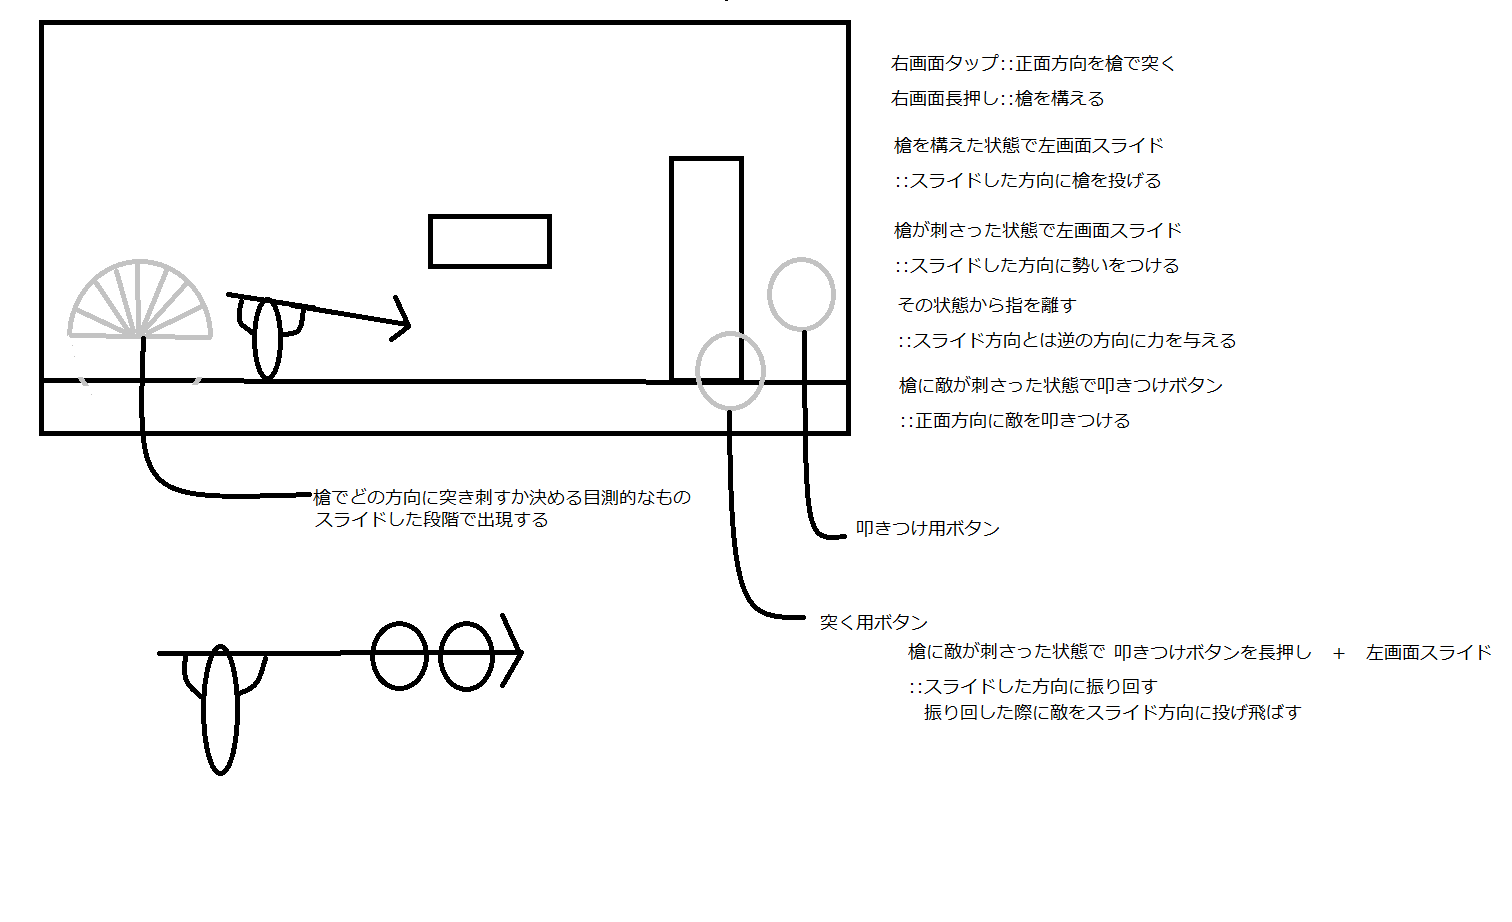 右画面タップ::正面方向を槍で突く
右画面長押し::槍を構える
槍を構えた状態で左画面スライド
::スライドした方向に槍を投げる
槍が刺さった状態で左画面スライド
::スライドした方向に勢いをつける
その状態から指を離す
::スライド方向とは逆の方向に力を与える
槍に敵が刺さった状態で叩きつけボタン
::正面方向に敵を叩きつける
槍でどの方向に突き刺すか決める目測的なもの
スライドした段階で出現する
叩きつけ用ボタン
突く用ボタン
槍に敵が刺さった状態で 叩きつけボタンを長押し + 左画面スライド
::スライドした方向に振り回す
振り回した際に敵をスライド方向に投げ飛ばす